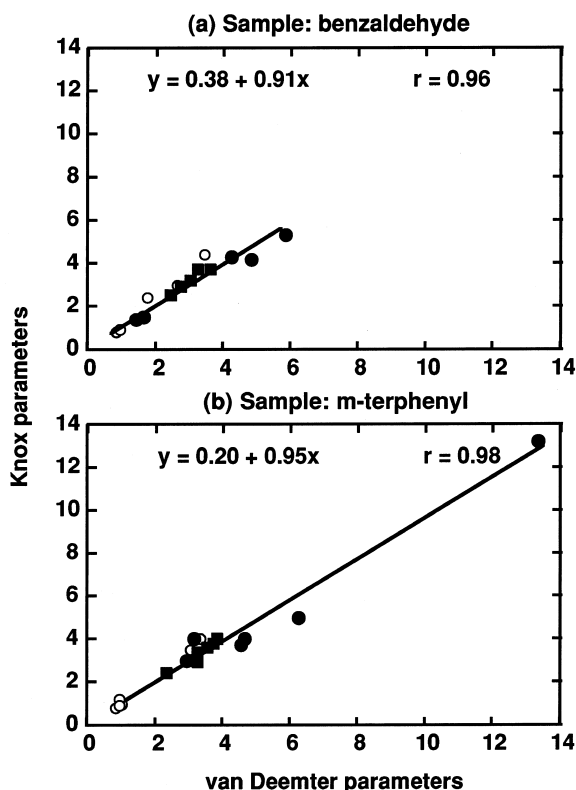 (a) Sample: benzaldehyde
y = 0.38 + 0.91x r = 0.96
14
12
10
8
6
4
2
0
0 2 4 6 8 10 12 14
Knox parameters
(b) Sample: m-terphenyl
y = 0.20 + 0.95x r = 0.98
14
12
10
8
6
4
2
0
0 2 4 6 8 10 12 14
van Deemter parameters